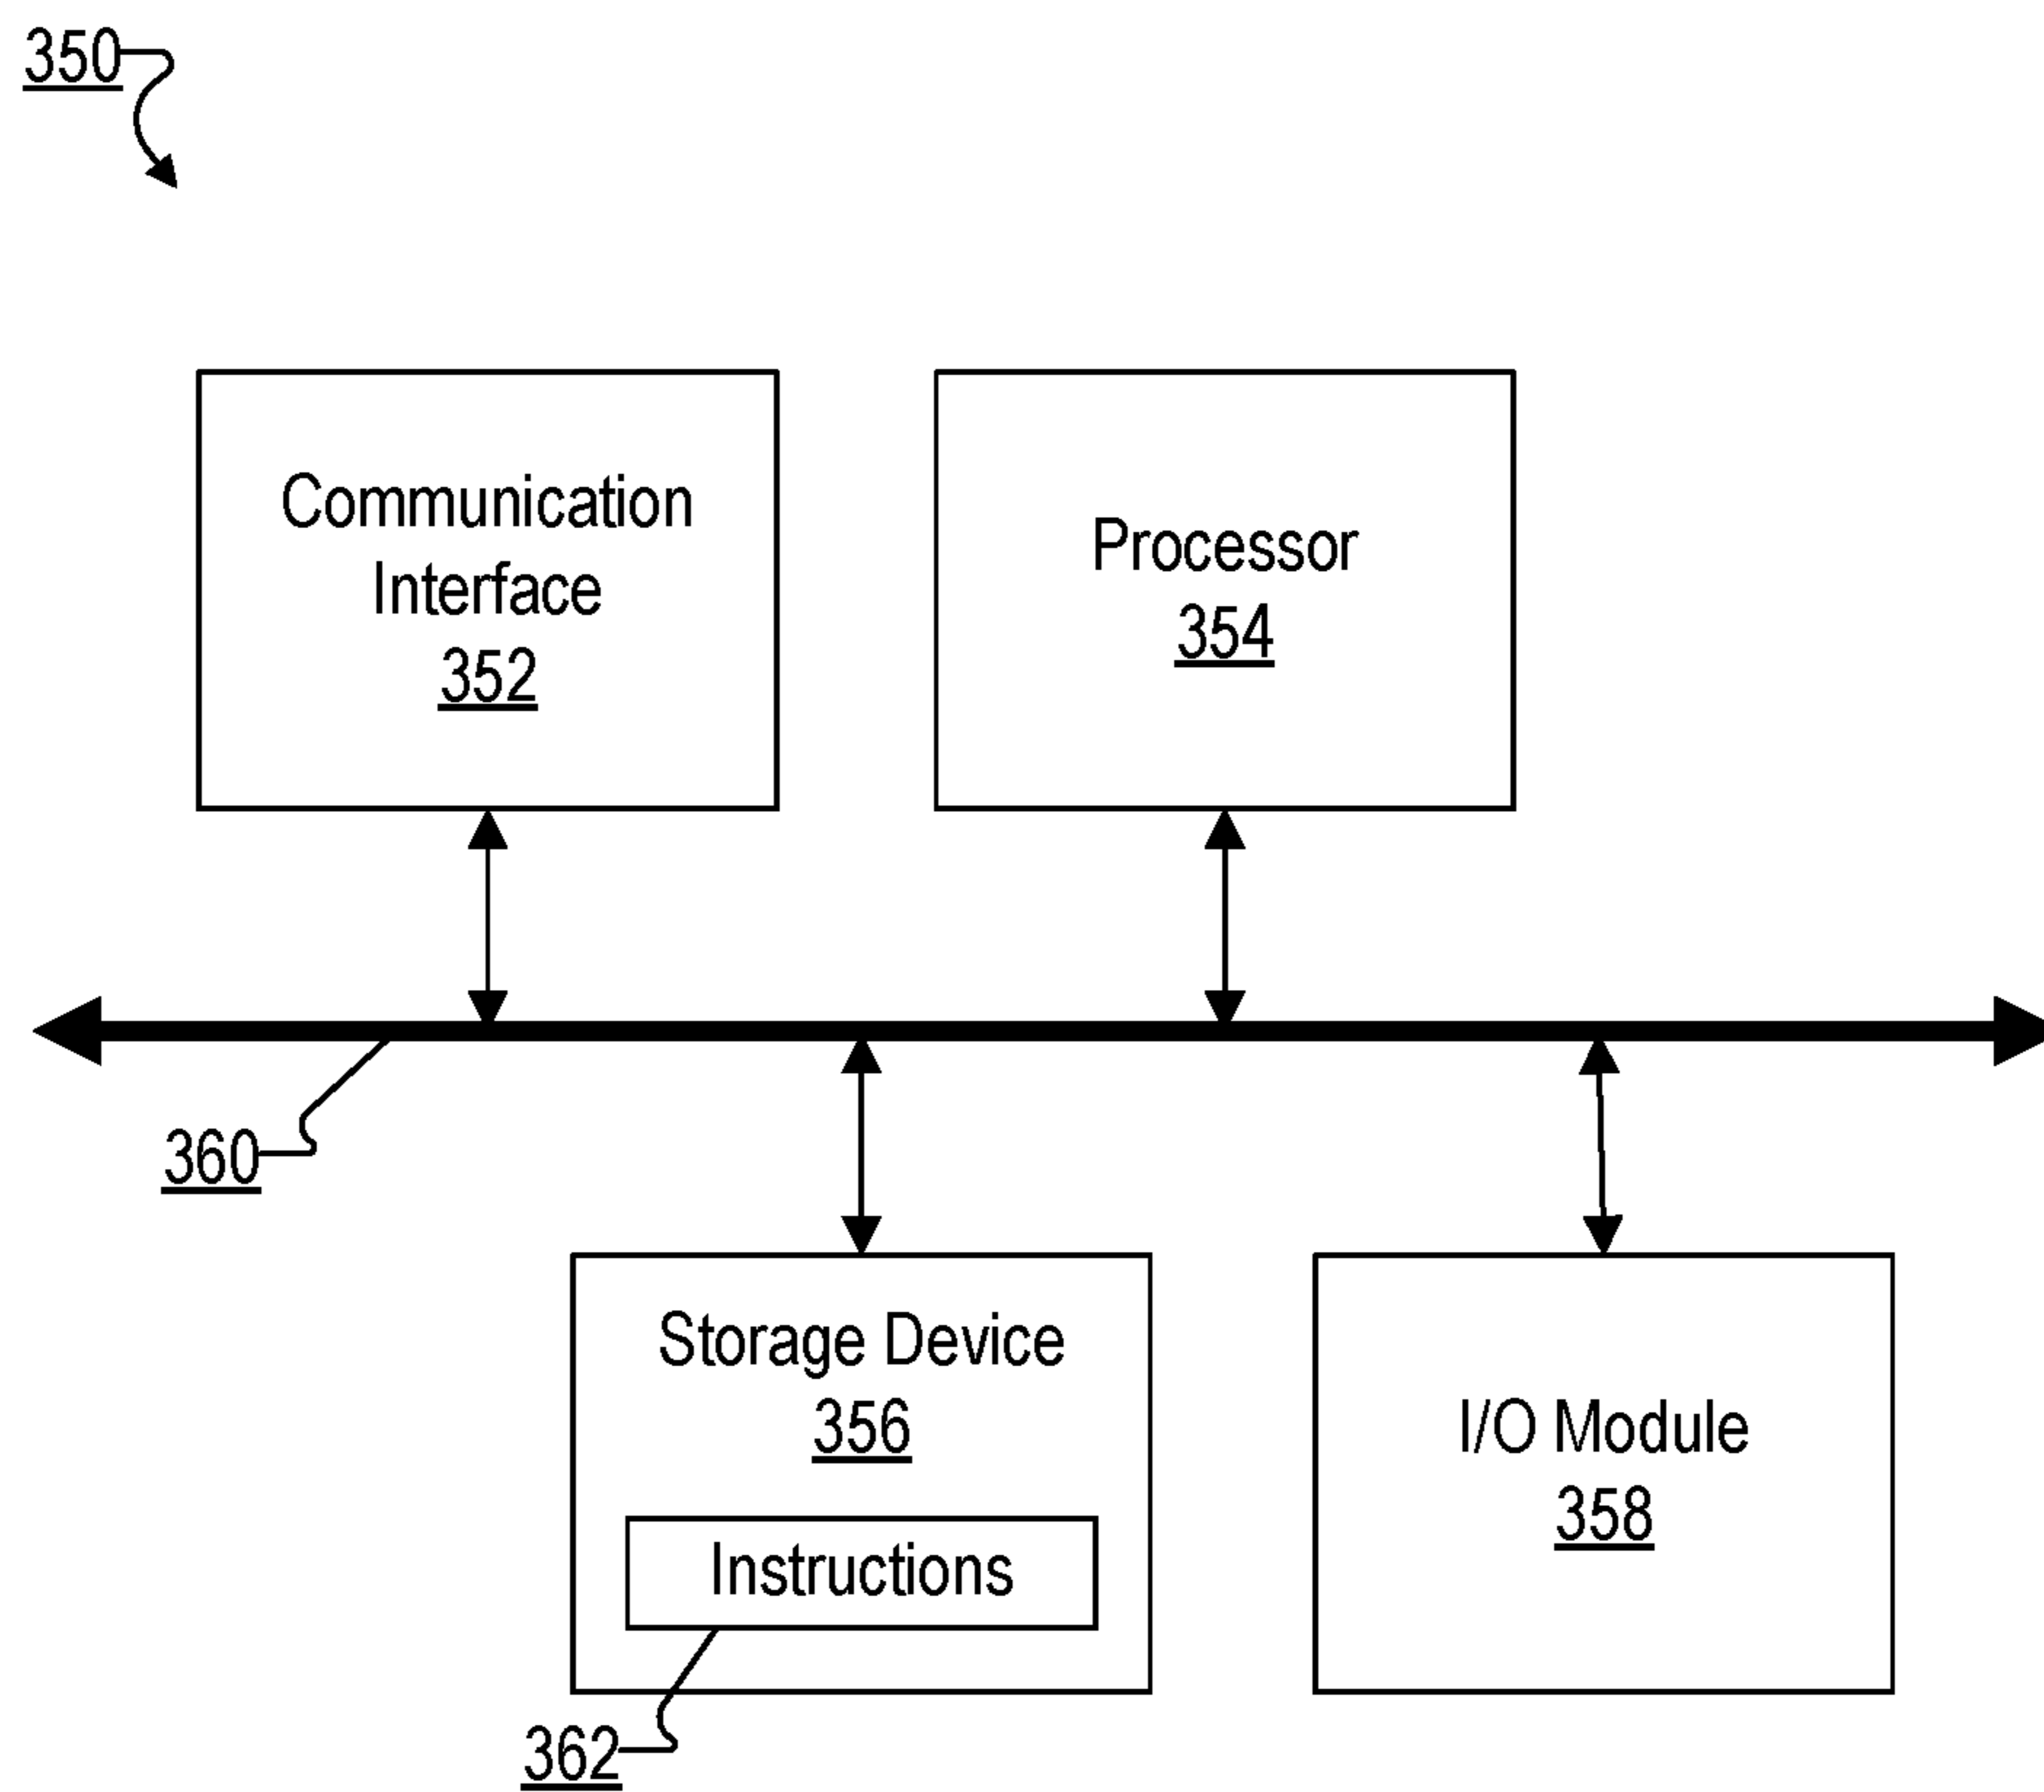 350
Communication
Interface
352
Processor
354
360
Storage Device
356
Instructions
362
I/O Module
358